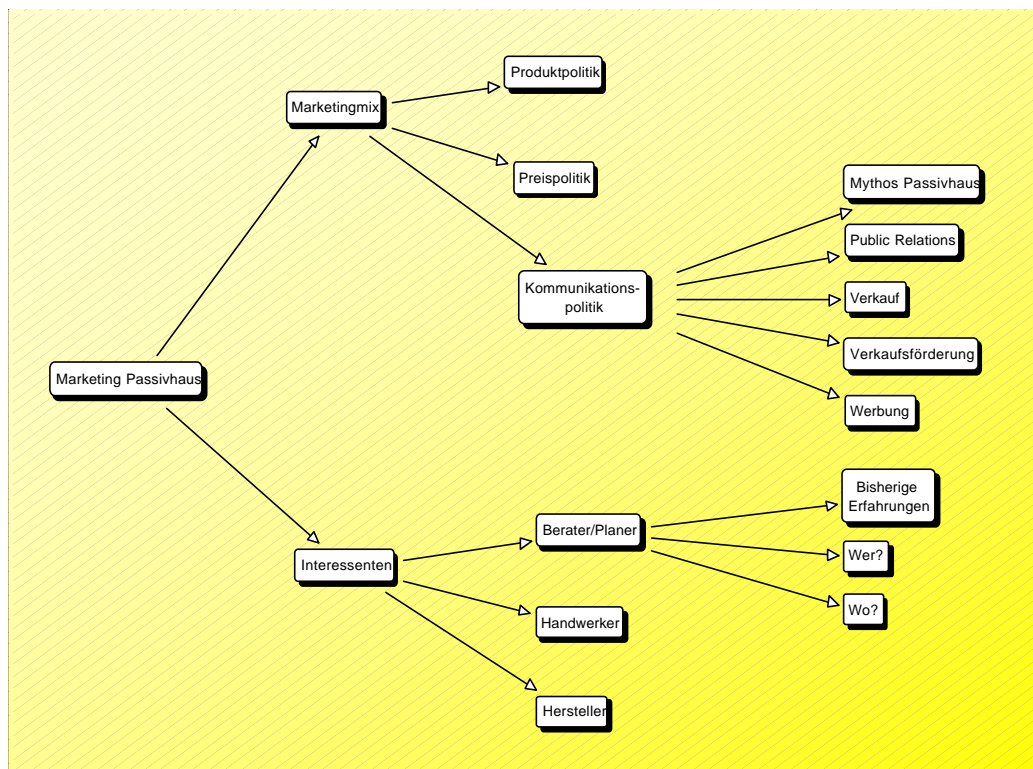 Produktpolitik
Marketingmix
Preispolitik
Mythos Passivhaus
Public Relations
Kommunikations-
politik
Verkauf
Verkaufsförderung
Marketing Passivhaus
Werbung
Bisherige
Erfahrungen
Berater/Planer
Interessenten
Wer?
Wo?
Handwerker
Hersteller